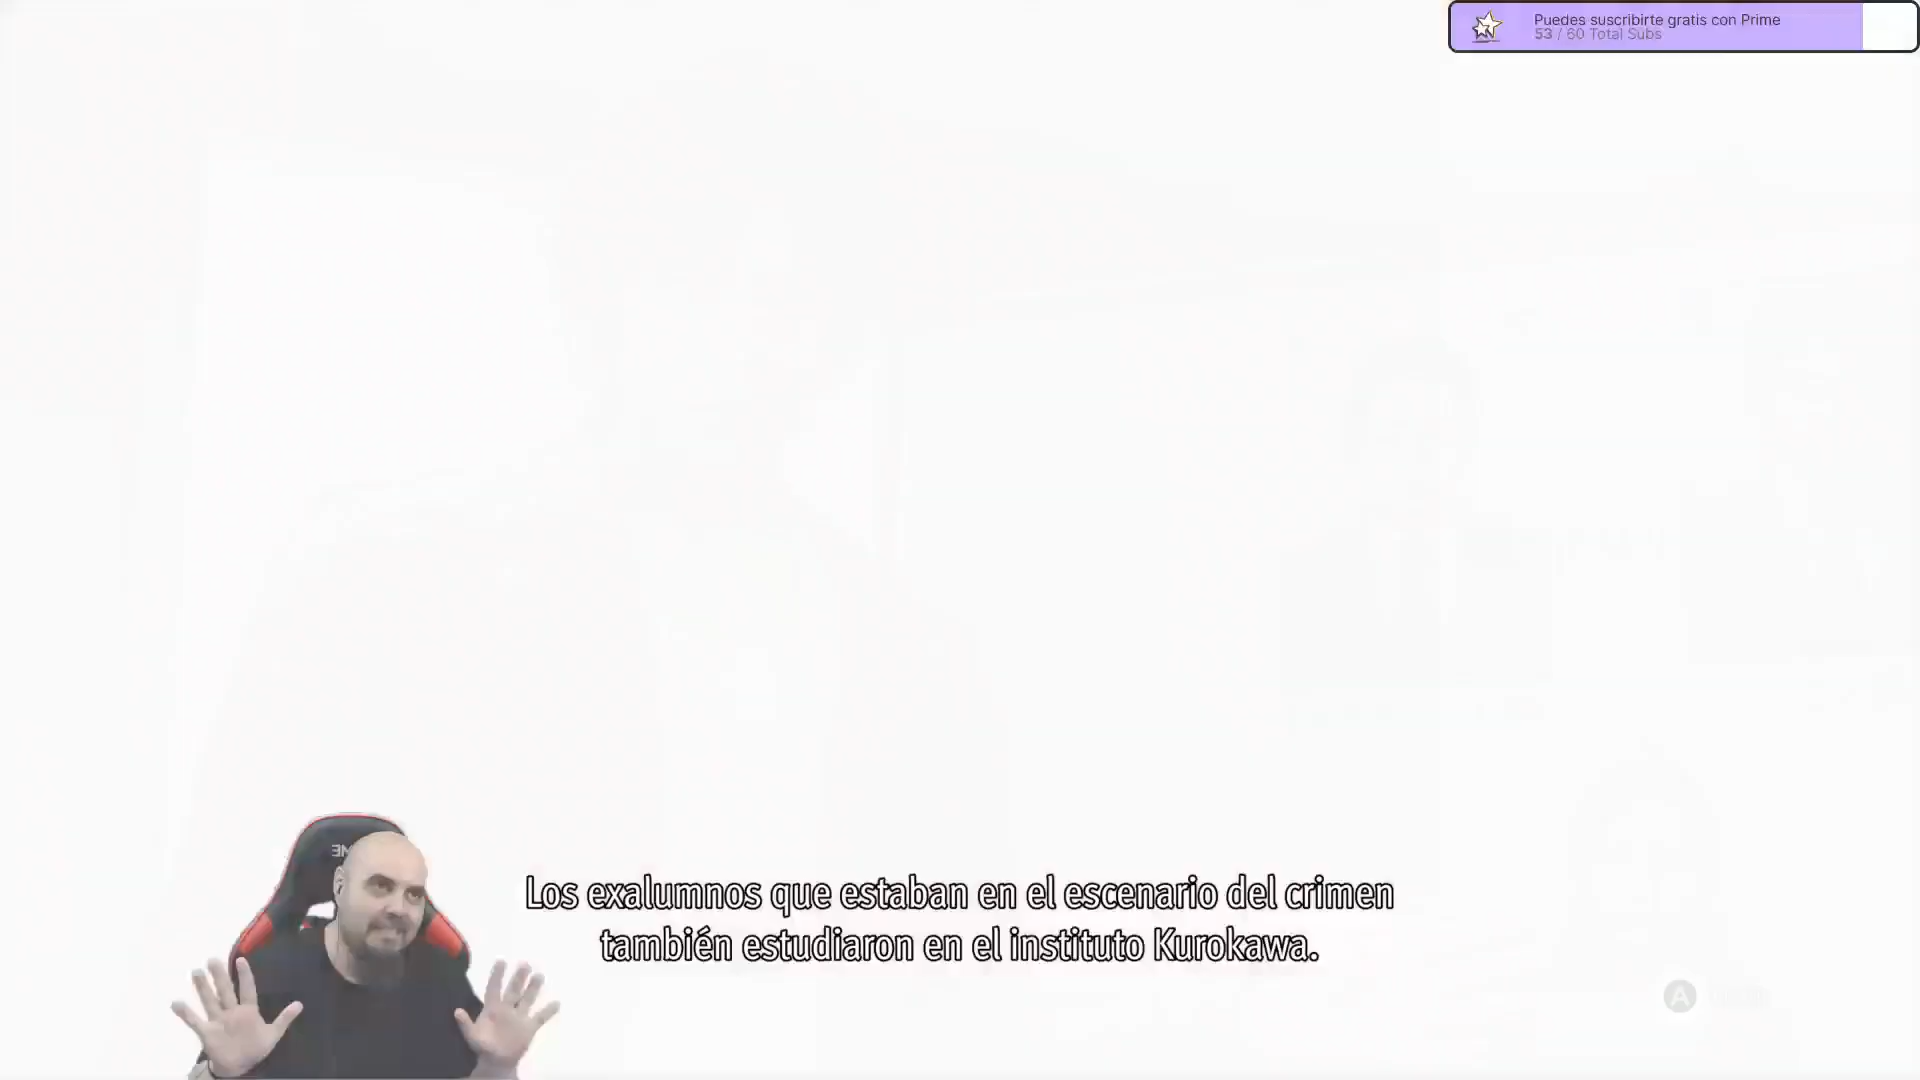 Puedes suscribirte gratis con Prime
53 / 60 Total Subs
Los exalumnos que estaban en el escenario del crimen
también estudiaron en el instituto Kurokawa.
A